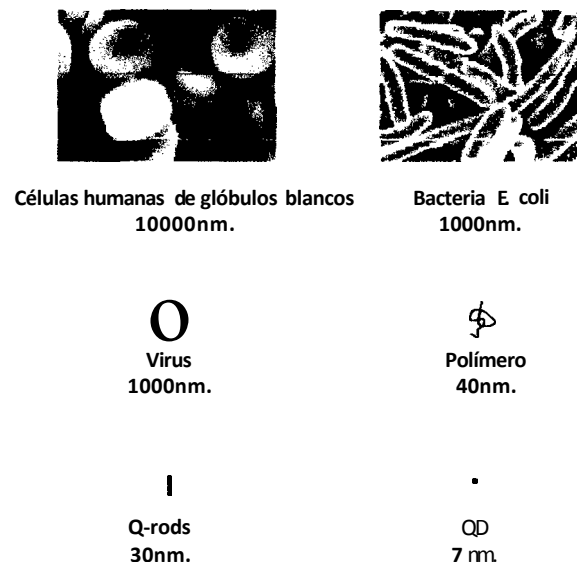 Células humanas de glóbulos blancos
10000nm.
Bacteria E. coli
1000nm.
Virus
1000nm.
Polímero
40nm.
Q-rods
30nm.
QD
7 nm.